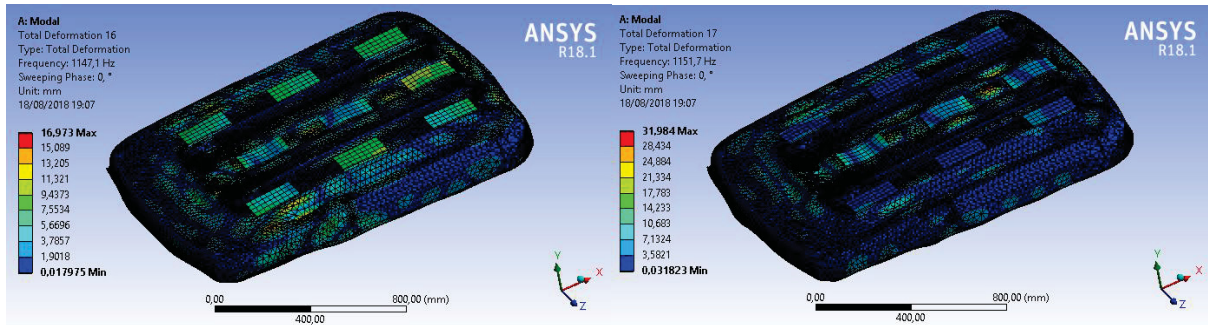 A: Modal
Total Deformation 16
Type: Total Deformation
Frequency: 1147,1 Hz
Sweeping Phase: 0, °
Unit: mm
18/08/2018 19:07
16,973 Max
15,089
13,205
11,321
9,4373
7,5534
5,6696
3,7857
1,9018
0,017975 Min
ANSYS
R18.1
Y
X
Z
0,00
800,00 (mm)
400,00
A: Modal
Total Deformation 17
Type: Total Deformation
Frequency: 1151,7 Hz
Sweeping Phase: 0, °
Unit: mm
18/08/2018 19:07
31,984 Max
28,434
24,884
21,334
17,783
14,233
10,683
7,1324
3,5821
0,031823 Min
ANSYS
R18.1
Y
X
Z
0,00
800,00 (mm)
400,00